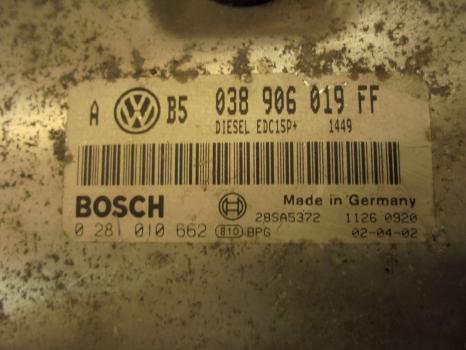 A VW B5 038 906 019 FF
DIESEL EDC15P+ 1449
BOSCH Made in Germany
28SA5372 1126 0920
0 281 010 662 810 BPG 02-04-02